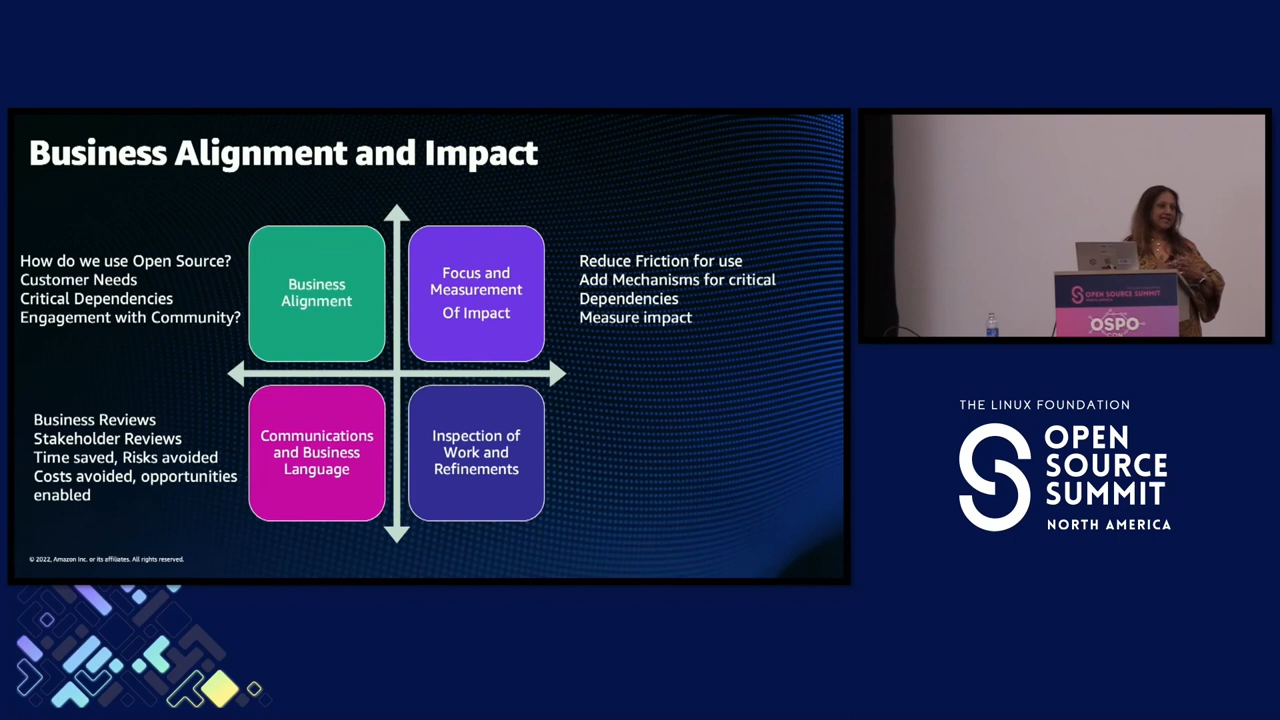 Business Alignment and Impact
How do we use Open Source?
Customer Needs
Critical Dependencies
Engagement with Community?
Business
Alignment
Focus and
Measurement
Of Impact
Reduce Friction for use
Add Mechanisms for critical
Dependencies
Measure impact
Business Reviews
Stakeholder Reviews
Time saved, Risks avoided
Costs avoided, opportunities
enabled
Communications
and Business
Language
Inspection of
Work and
Refinements
© 2022, Amazon Inc. or its affiliates. All rights reserved.
OPEN SOURCE SUMMIT
OSPO
THE LINUX FOUNDATION
OPEN
SOURCE
SUMMIT
NORTH AMERICA